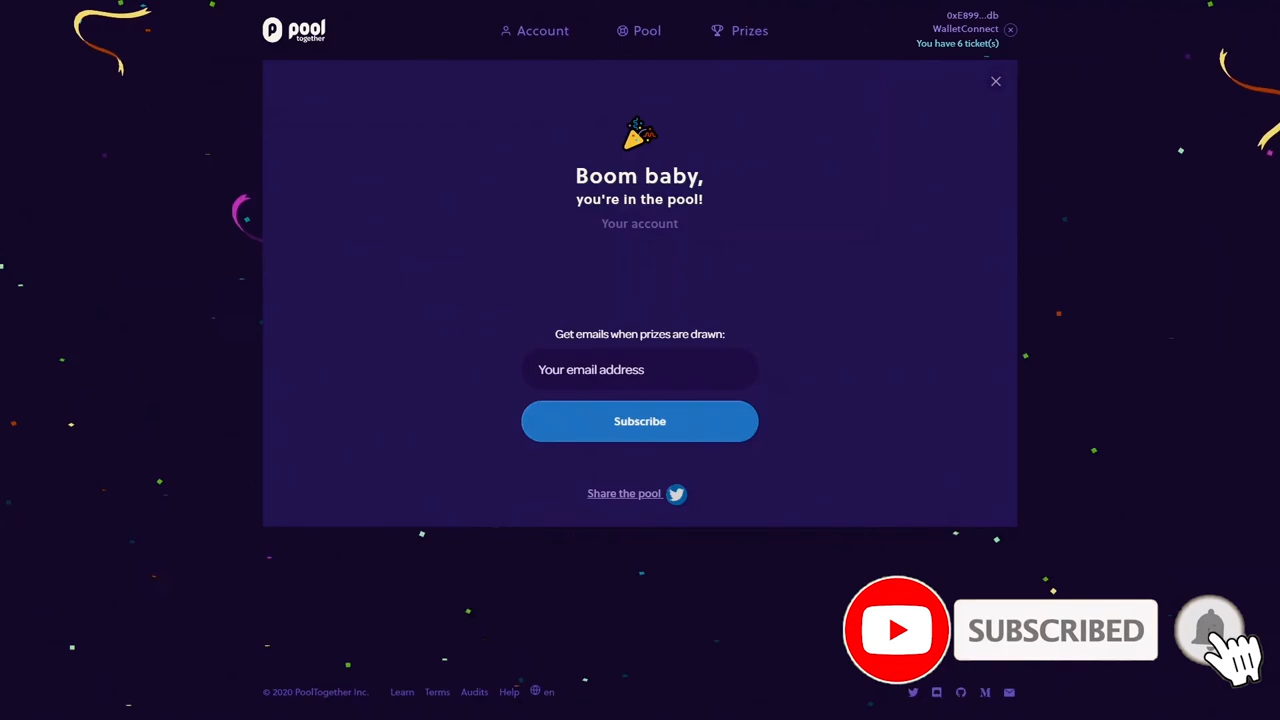 pool
together
Account
Pool
Prizes
0xE899...db
WalletConnect
You have 6 ticket(s)
Boom baby,
you're in the pool!
Your account
Get emails when prizes are drawn:
Your email address
Subscribe
Share the pool
SUBSCRIBED
© 2020 PoolTogether Inc.
Learn
Terms
Audits
Help
en